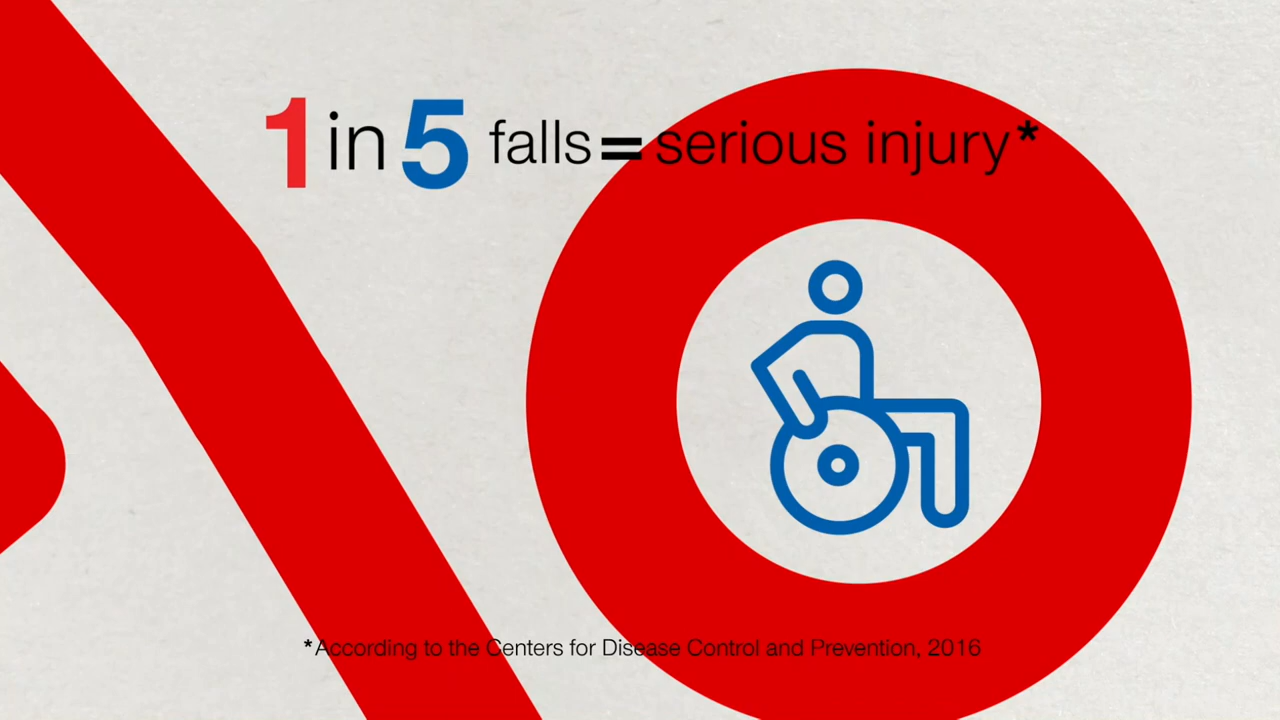 1 in 5 falls = serious injury*
*According to the Centers for Disease Control and Prevention, 2016